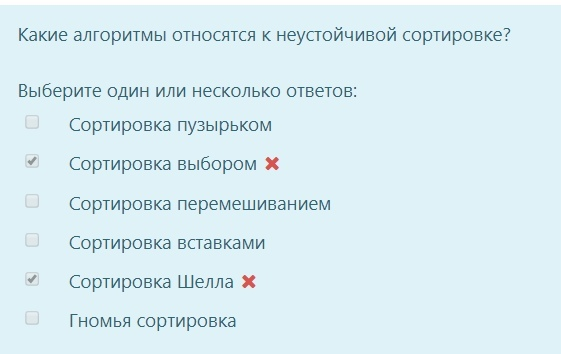 Какие алгоритмы относятся к неустойчивой сортировке?
Выберите один или несколько ответов:
Сортировка пузырьком
Сортировка выбором
Сортировка перемешиванием
Сортировка вставками
Сортировка Шелла
Гномья сортировка